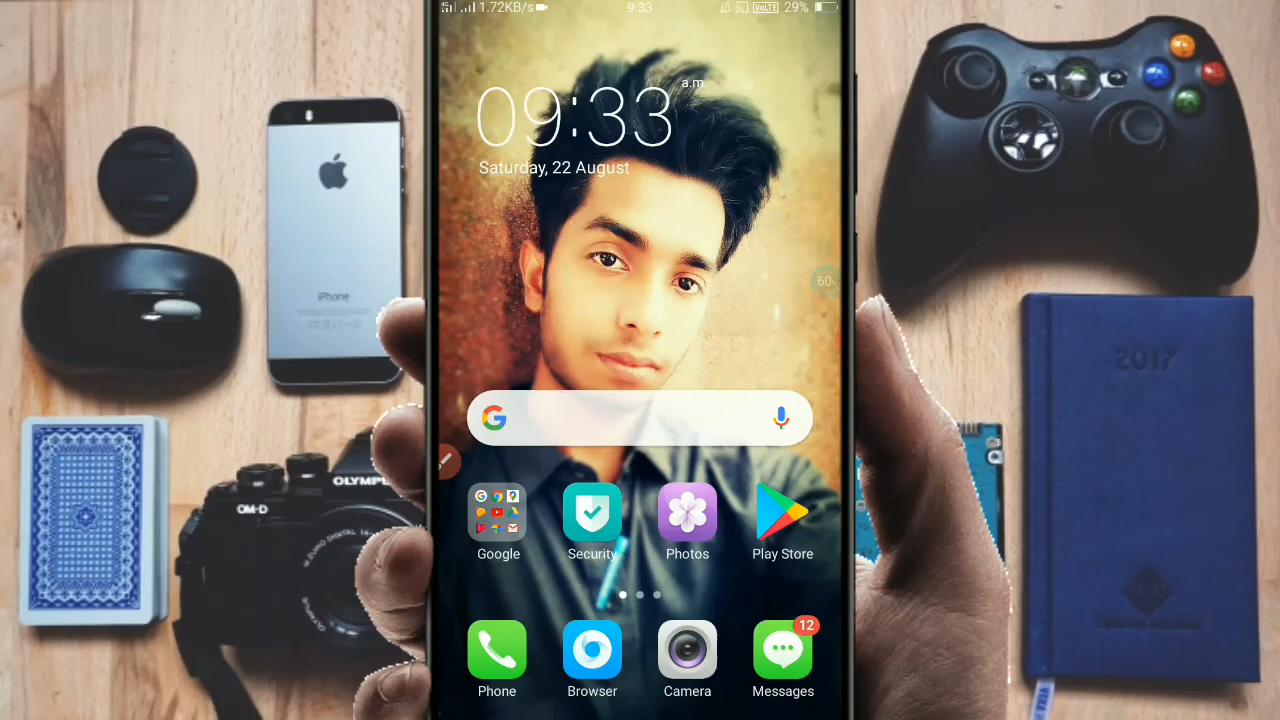 1.72KB/s
9:33
VoLTE
29%
09:33
a.m
Saturday, 22 August
60
iPhone
2017
OLYMPUS
OM-D
Google
Security
Photos
Play Store
12
Phone
Browser
Camera
Messages